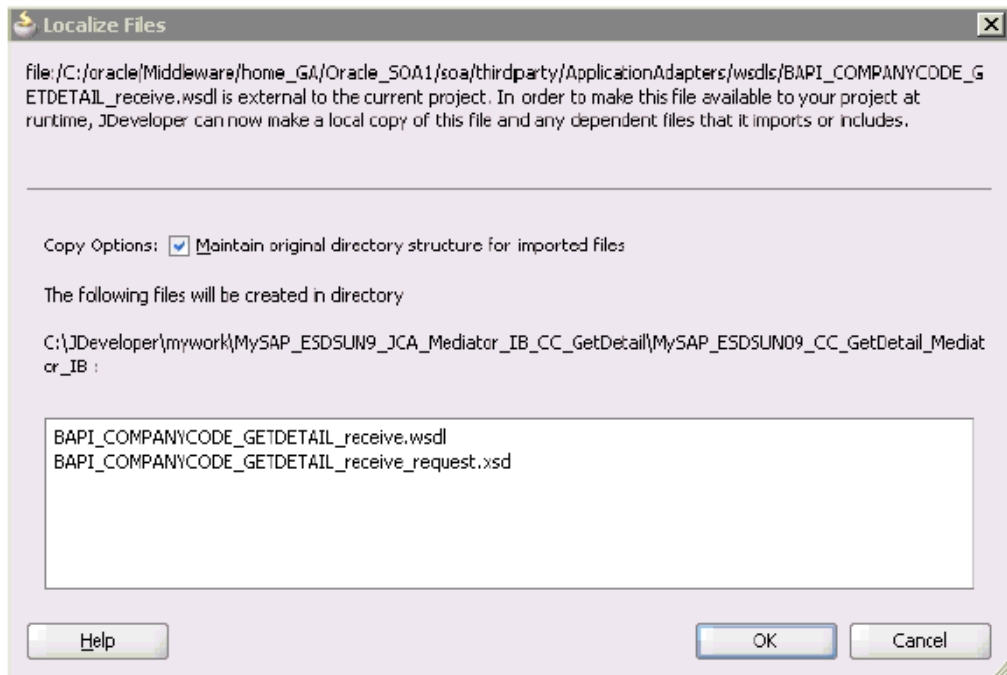 Localize Files
file:/C:/oracle/Middleware/home_GA/Oracle_SOA1/soa/thirdparty/ApplicationAdapters/wsdls/BAPI_COMPANYCODE_G
ETDETAIL_receive.wsdl is external to the current project. In order to make this file available to your project at
runtime, JDeveloper can now make a local copy of this file and any dependent files that it imports or includes.
Copy Options: Maintain original directory structure for imported files
The following files will be created in directory
C:\JDeveloper\mywork\MySAP_ESDSUN9_JCA_Mediator_IB_CC_GetDetail\MySAP_ESDSUN09_CC_GetDetail_Mediat
or_IB :
BAPI_COMPANYCODE_GETDETAIL_receive.wsdl
BAPI_COMPANYCODE_GETDETAIL_receive_request.xsd
Help OK Cancel